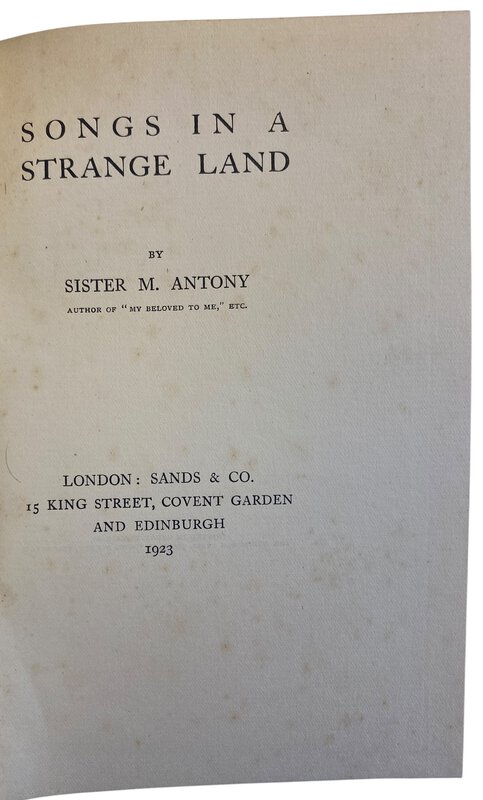 SONGS IN A
STRANGE LAND
BY
SISTER M. ANTONY
AUTHOR OF "MY BELOVED TO ME," ETC.
LONDON: SANDS & CO.
15 KING STREET, COVENT GARDEN
AND EDINBURGH
1923